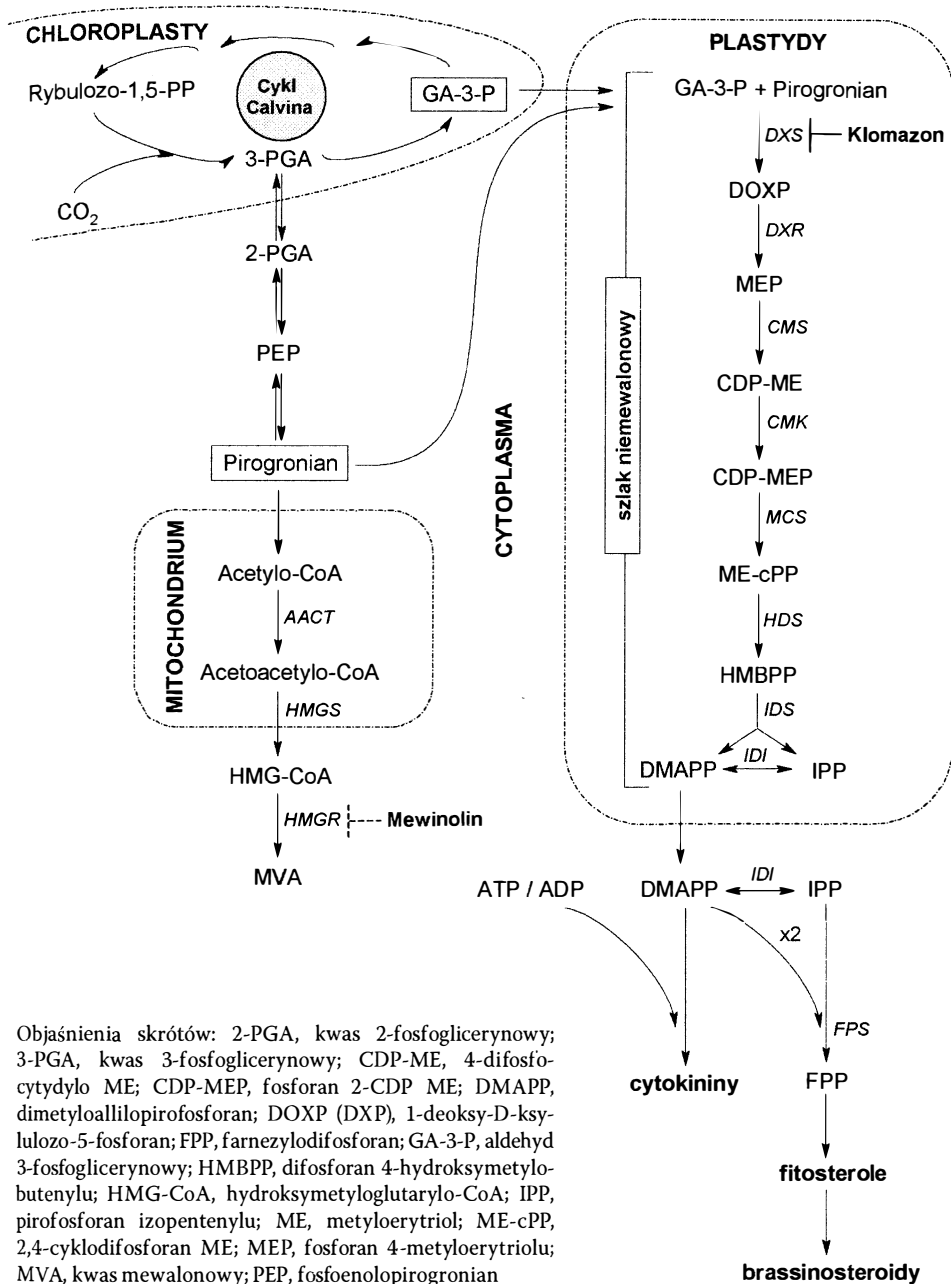 CHLOROPLASTY
Rybulozo-1,5-PP
Cykl
Calvina
GA-3-P
3-PGA
CO2
2-PGA
PEP
Pirogronian
MITOCHONDRIUM
Acetylo-CoA
AACT
Acetoacetylo-CoA
HMGS
HMG-CoA
HMGR
Mewinolin
MVA
CYTOPLASMA
PLASTYDY
GA-3-P + Pirogronian
DXS
Klomazon
DOXP
DXR
MEP
CMS
CDP-ME
CMK
CDP-MEP
MCS
ME-cPP
HDS
HMBPP
IDS
DMAPP
IDI
IPP
szlak niemewalonowy
ATP / ADP
DMAPP
IDI
IPP
x2
FPS
cytokininy
FPP
fitosterole
brassinosteroidy
Objaśnienia skrótów: 2-PGA, kwas 2-fosfoglicerynowy;
3-PGA, kwas 3-fosfoglicerynowy; CDP-ME, 4-difosfo-
cytydylo ME; CDP-MEP, fosforan 2-CDP ME; DMAPP,
dimetyloallilopirofosforan; DOXP (DXP), 1-deoksy-D-ksy-
lulozo-5-fosforan; FPP, farnezylodifosforan; GA-3-P, aldehyd
3-fosfoglicerynowy; HMBPP, difosforan 4-hydroksymetylo-
butenylu; HMG-CoA, hydroksymetyloglutarylo-CoA; IPP,
pirofosforan izopentenylu; ME, metyloerytriol; ME-cPP,
2,4-cyklodifosforan ME; MEP, fosforan 4-metyloerytriolu;
MVA, kwas mewalonowy; PEP, fosfoenolopirogronian